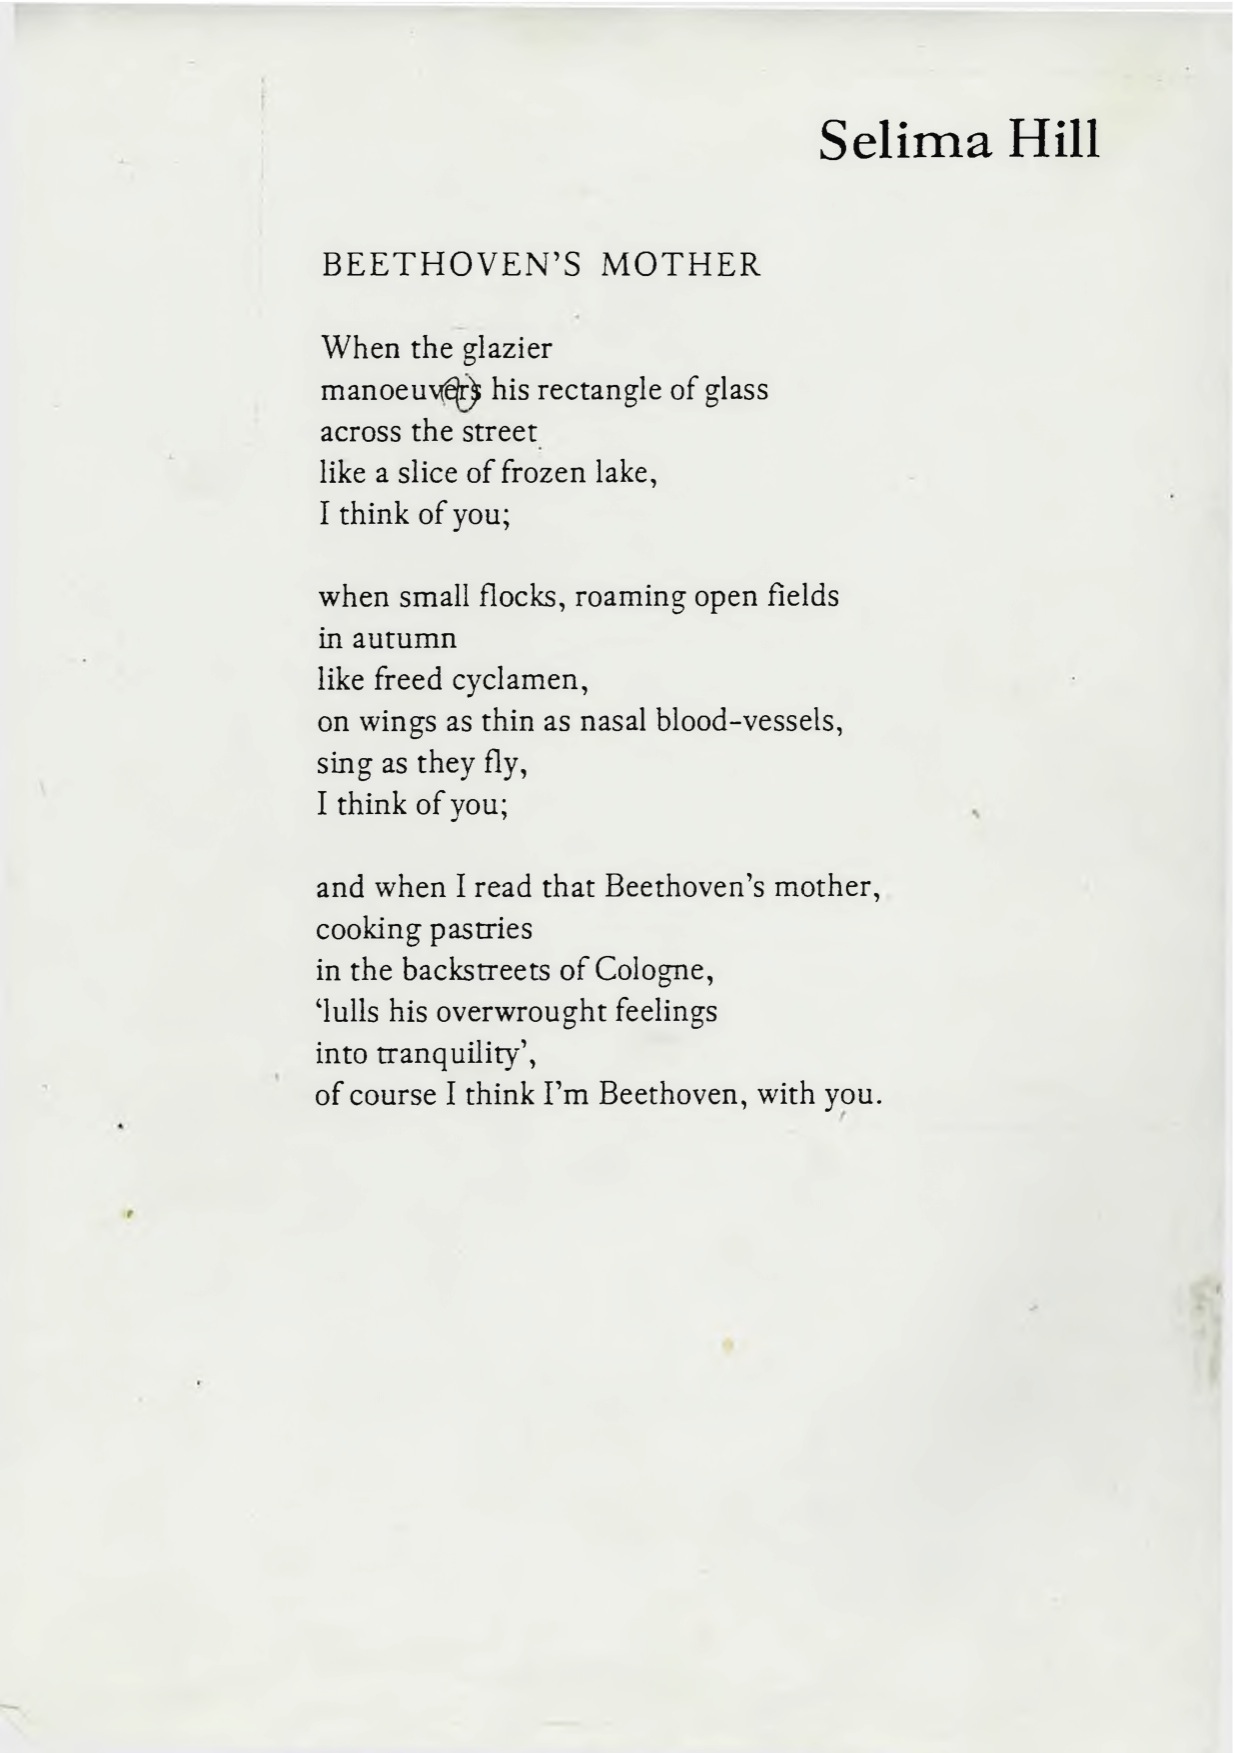 Selima Hill
BEETHOVEN’S MOTHER
When the glazier
manoeuvers his rectangle of glass
across the street
like a slice of frozen lake,
I think of you;
when small flocks, roaming open fields
in autumn
like freed cyclamen,
on wings as thin as nasal blood-vessels,
sing as they fly,
I think of you;
and when I read that Beethoven’s mother,
cooking pastries
in the backstreets of Cologne,
‘lulls his overwrought feelings
into tranquility’,
of course I think I’m Beethoven, with you.